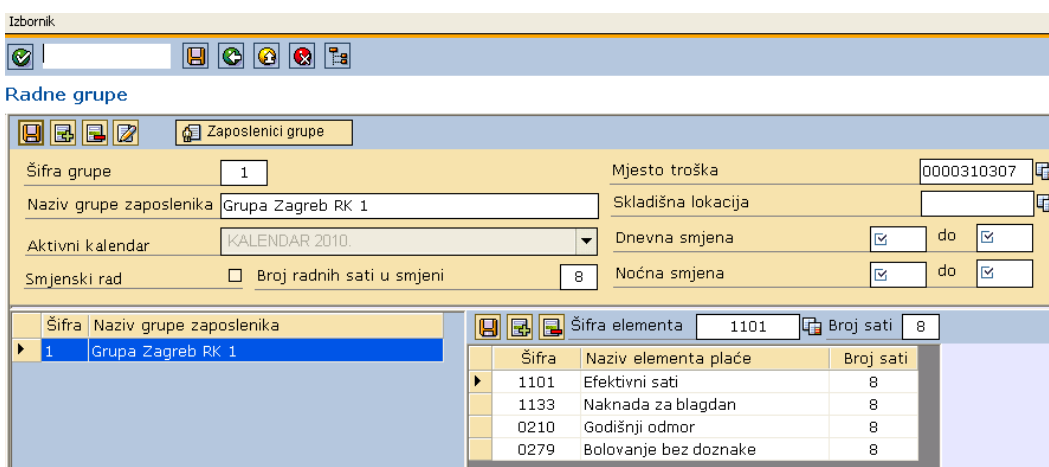 Izbornik
Radne grupe
Zaposlenici grupe
Šifra grupe 1 Mjesto troška 0000310307
Naziv grupe zaposlenika Grupa Zagreb RK 1 Skladišna lokacija
Aktivni kalendar KALENDAR 2010. Dnevna smjena do
Smjenski rad Broj radnih sati u smjeni 8 Noćna smjena do
Šifra Naziv grupe zaposlenika
1 Grupa Zagreb RK 1
Šifra elementa 1101 Broj sati 8
Šifra Naziv elementa plaće Broj sati
1101 Efektivni sati 8
1133 Naknada za blagdan 8
0210 Godišnji odmor 8
0279 Bolovanje bez doznake 8